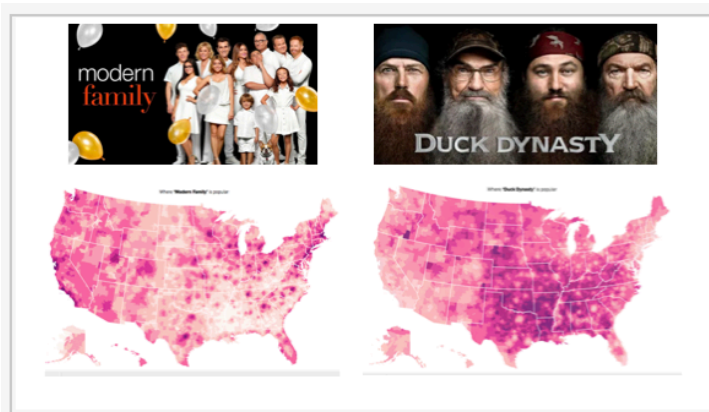 modern
family
DUCK DYNASTY
Where "Modern Family" is popular
Where "Duck Dynasty" is popular